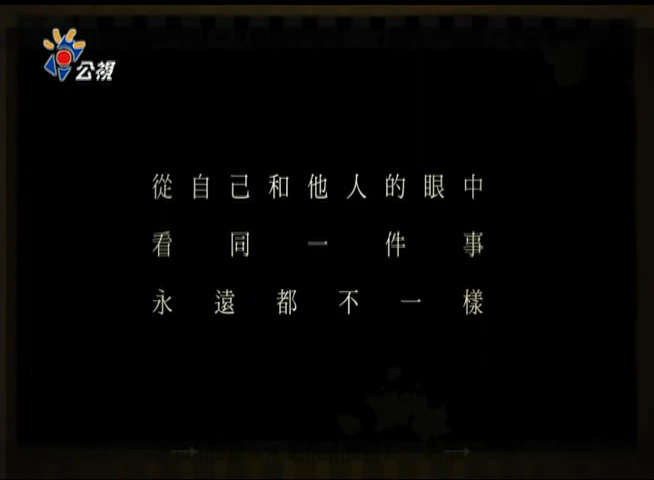 公視
從自己和他人的眼中
看同一件事
永遠都不一樣